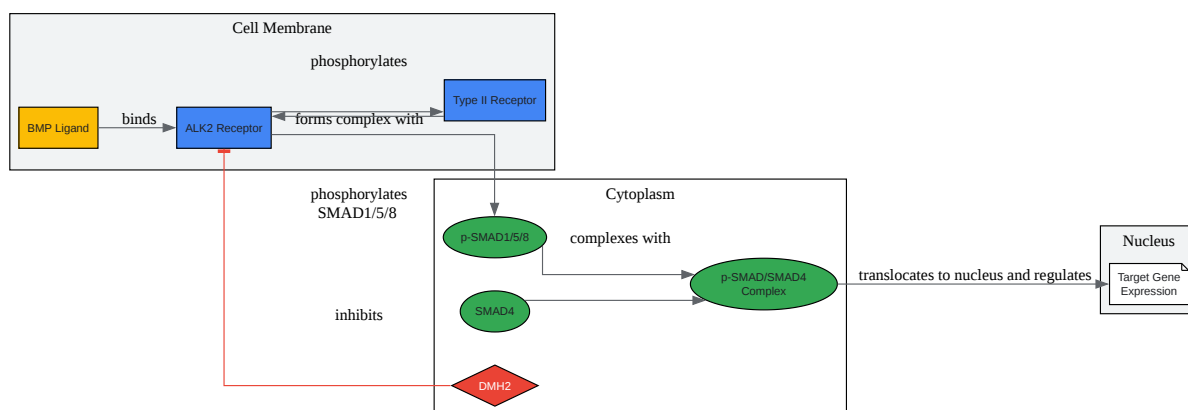 Cell Membrane
phosphorylates
Type II Receptor
BMP Ligand
binds
ALK2 Receptor
forms complex with
phosphorylates
SMAD1/5/8
Cytoplasm
p-SMAD1/5/8
complexes with
Nucleus
p-SMAD/SMAD4
Complex
translocates to nucleus and regulates
Target Gene
Expression
SMAD4
inhibits
DMH2